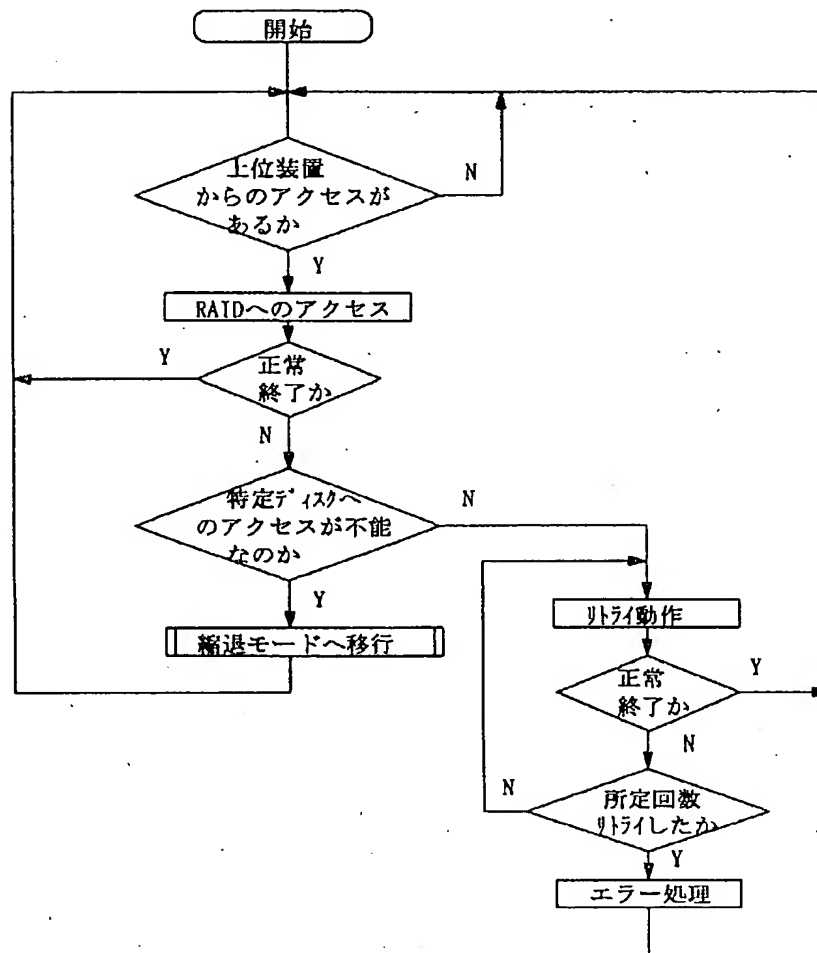 開始
上位装置
からのアクセスが
あるか
N
Y
RAIDへのアクセス
Y
正常
終了か
N
特定ディスクへ
のアクセスが不能
なのか
N
Y
縮退モードへ移行
リトライ動作
正常
終了か
Y
N
所定回数
リトライしたか
N
Y
エラー処理